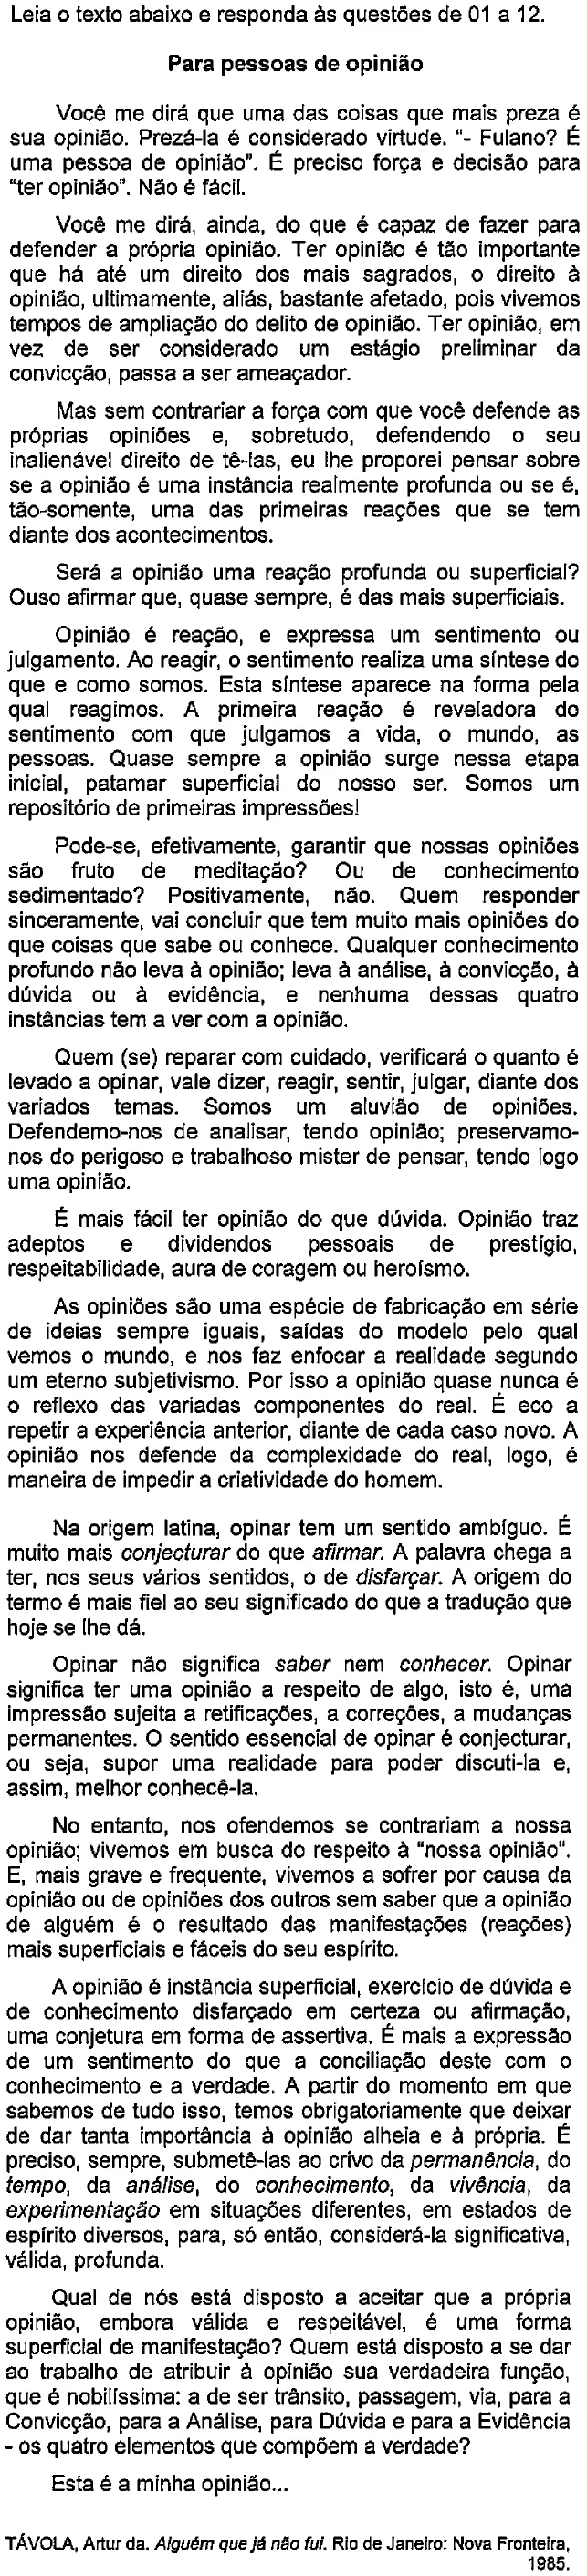 Leia o texto abaixo e responda às questões de 01 a 12.
Para pessoas de opinião
Você me dirá que uma das coisas que mais preza é
sua opinião. Prezá-la é considerado virtude. “- Fulano? É
uma pessoa de opinião”. É preciso força e decisão para
“ter opinião”. Não é fácil.
Você me dirá, ainda, do que é capaz de fazer para
defender a própria opinião. Ter opinião é tão importante
que há até um direito dos mais sagrados, o direito à
opinião, ultimamente, aliás, bastante afetado, pois vivemos
tempos de ampliação do delito de opinião. Ter opinião, em
vez de ser considerado um estágio preliminar da
convicção, passa a ser ameaçador.
Mas sem contrariar a força com que você defende as
próprias opiniões e, sobretudo, defendendo o seu
inalienável direito de tê-las, eu lhe proporei pensar sobre
se a opinião é uma instância realmente profunda ou se é,
tão-somente, uma das primeiras reações que se tem
diante dos acontecimentos.
Será a opinião uma reação profunda ou superficial?
Ouso afirmar que, quase sempre, é das mais superficiais.
Opinião é reação, e expressa um sentimento ou
julgamento. Ao reagir, o sentimento realiza uma síntese do
que e como somos. Esta síntese aparece na forma pela
qual reagimos. A primeira reação é reveladora do
sentimento com que julgamos a vida, o mundo, as
pessoas. Quase sempre a opinião surge nessa etapa
inicial, patamar superficial do nosso ser. Somos um
repositório de primeiras impressões!
Pode-se, efetivamente, garantir que nossas opiniões
são fruto de meditação? Ou de conhecimento
sedimentado? Positivamente, não. Quem responder
sinceramente, vai concluir que tem muito mais opiniões do
que coisas que sabe ou conhece. Qualquer conhecimento
profundo não leva à opinião; leva à análise, à convicção, à
dúvida ou à evidência, e nenhuma dessas quatro
instâncias tem a ver com a opinião.
Quem (se) reparar com cuidado, verificará o quanto é
levado a opinar, vale dizer, reagir, sentir, julgar, diante dos
variados temas. Somos um aluvião de opiniões.
Defendemo-nos de analisar, tendo opinião; preservamo-
nos do perigoso e trabalhoso mister de pensar, tendo logo
uma opinião.
É mais fácil ter opinião do que dúvida. Opinião traz
adeptos e dividendos pessoais de prestígio,
respeitabilidade, aura de coragem ou heroísmo.
As opiniões são uma espécie de fabricação em série
de ideias sempre iguais, saídas do modelo pelo qual
vemos o mundo, e nos faz enfocar a realidade segundo
um eterno subjetivismo. Por isso a opinião quase nunca é
o reflexo das variadas componentes do real. É eco a
repetir a experiência anterior, diante de cada caso novo. A
opinião nos defende da complexidade do real, logo, é
maneira de impedir a criatividade do homem.
Na origem latina, opinar tem um sentido ambíguo. É
muito mais conjecturar do que afirmar. A palavra chega a
ter, nos seus vários sentidos, o de disfarçar. A origem do
termo é mais fiel ao seu significado do que a tradução que
hoje se lhe dá.
Opinar não significa saber nem conhecer. Opinar
significa ter uma opinião a respeito de algo, isto é, uma
impressão sujeita a retificações, a correções, a mudanças
permanentes. O sentido essencial de opinar é conjecturar,
ou seja, supor uma realidade para poder discuti-la e,
assim, melhor conhecê-la.
No entanto, nos ofendemos se contrariam a nossa
opinião; vivemos em busca do respeito à “nossa opinião”.
E, mais grave e frequente, vivemos a sofrer por causa da
opinião ou de opiniões dos outros sem saber que a opinião
de alguém é o resultado das manifestações (reações)
mais superficiais e fáceis do seu espírito.
A opinião é instância superficial, exercício de dúvida e
de conhecimento disfarçado em certeza ou afirmação,
uma conjetura em forma de assertiva. É mais a expressão
de um sentimento do que a conciliação deste com o
conhecimento e a verdade. A partir do momento em que
sabemos de tudo isso, temos obrigatoriamente que deixar
de dar tanta importância à opinião alheia e à própria. É
preciso, sempre, submetê-las ao crivo da permanência, do
tempo, da análise, do conhecimento, da vivência, da
experimentação em situações diferentes, em estados de
espírito diversos, para, só então, considerá-la significativa,
válida, profunda.
Qual de nós está disposto a aceitar que a própria
opinião, embora válida e respeitável, é uma forma
superficial de manifestação? Quem está disposto a se dar
ao trabalho de atribuir à opinião sua verdadeira função,
que é nobilíssima: a de ser trânsito, passagem, via, para a
Convicção, para a Análise, para Dúvida e para a Evidência
- os quatro elementos que compõem a verdade?
Esta é a minha opinião...
TÁVOLA, Artur da. Alguém que já não fui. Rio de Janeiro: Nova Fronteira,
1985.